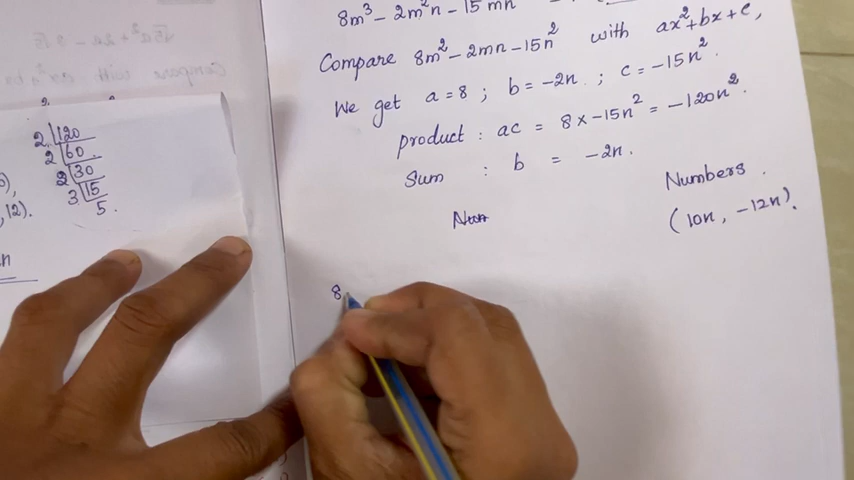 8m³ - 2m²n - 15mn²
Compare 8m² - 2mn - 15n² with ax² + bx + c,
We get a = 8 ; b = -2n ; c = -15n².
product : ac = 8 × -15n² = -120n².
Sum : b = -2n.
Numbers.
(10n, -12n).
8
2 120
2 60
2 30
3 15
5.
, 12).